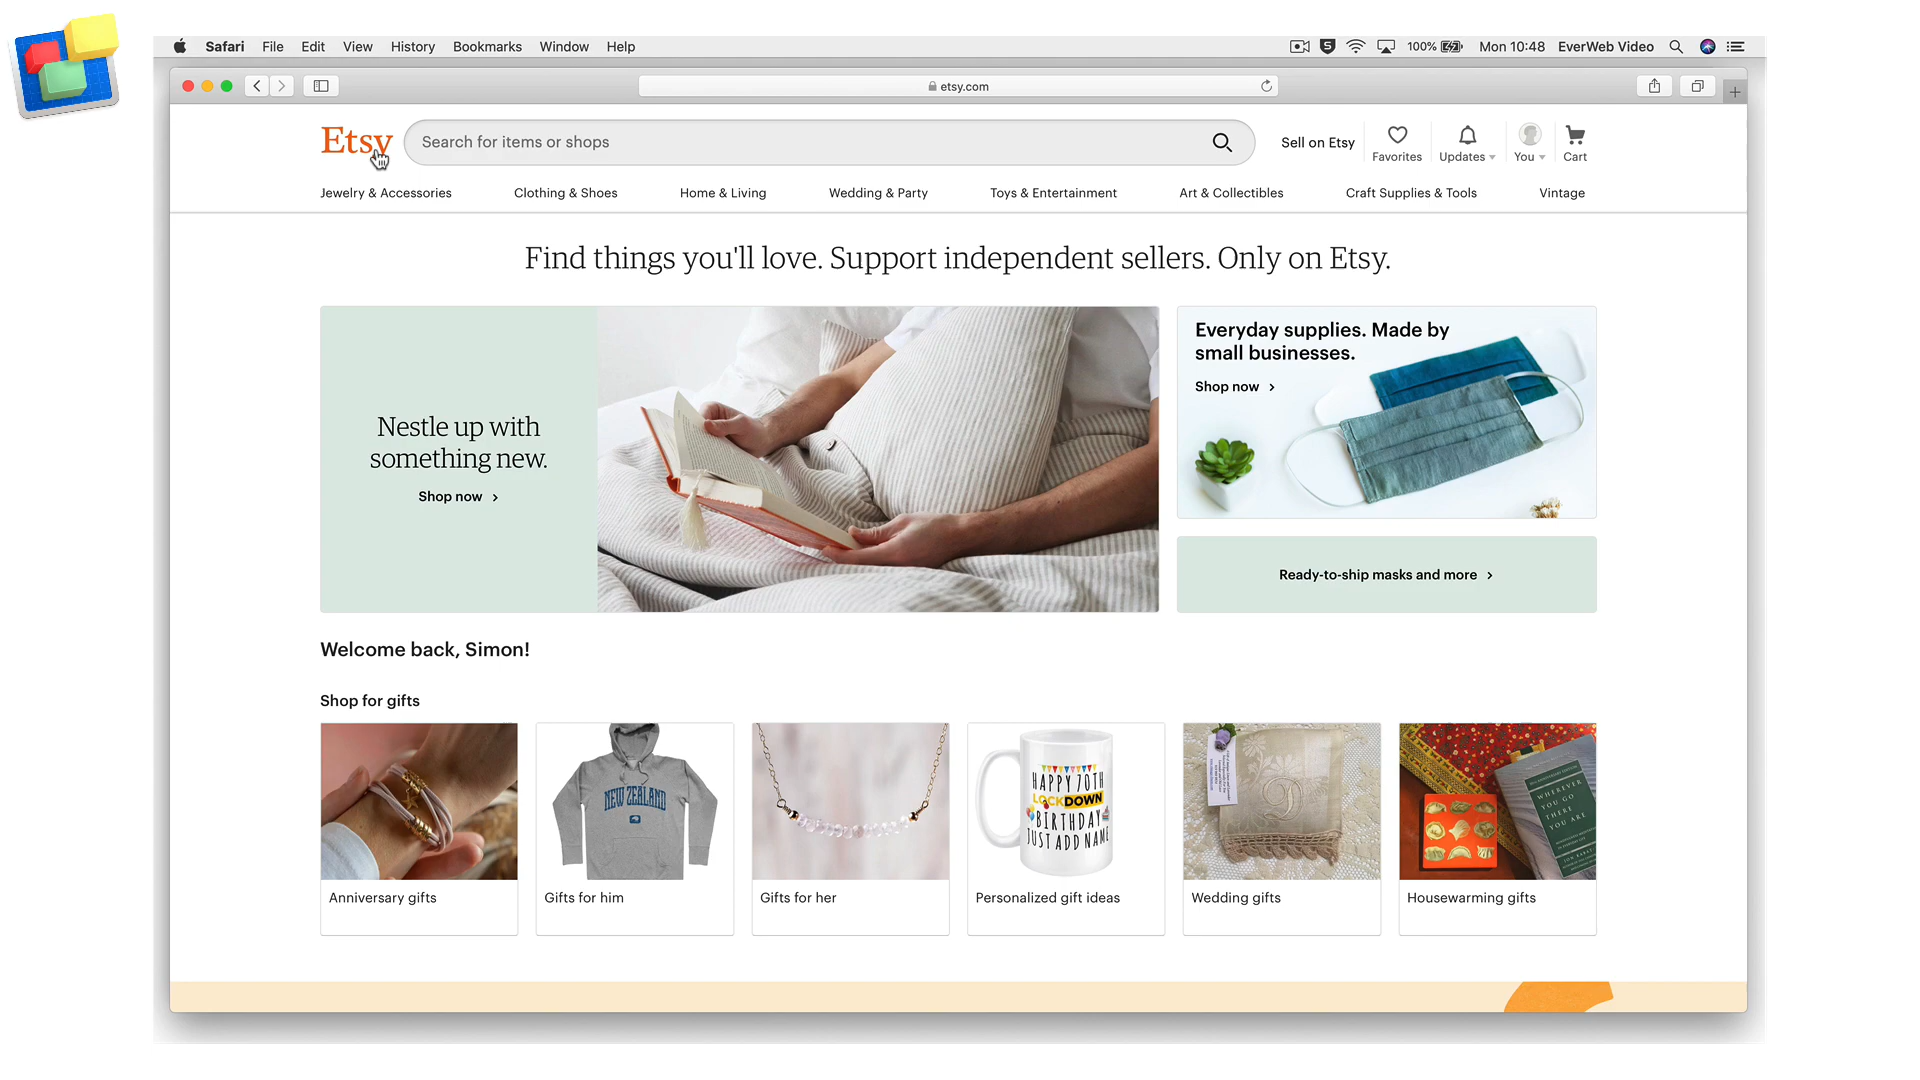 Safari File Edit View History Bookmarks Window Help
100% Mon 10:48 EverWeb Video
etsy.com
Etsy
Search for items or shops
Sell on Etsy
Favorites
Updates
You
Cart
Jewelry & Accessories
Clothing & Shoes
Home & Living
Wedding & Party
Toys & Entertainment
Art & Collectibles
Craft Supplies & Tools
Vintage
Find things you'll love. Support independent sellers. Only on Etsy.
Nestle up with
something new.
Shop now
Everyday supplies. Made by
small businesses.
Shop now
Ready-to-ship masks and more
Welcome back, Simon!
Shop for gifts
NEW ZEALAND
HAPPY 70TH
LOCKDOWN
BIRTHDAY
JUST ADD NAME
D
WHEREVER
YOU GO
THERE
YOU ARE
Anniversary gifts
Gifts for him
Gifts for her
Personalized gift ideas
Wedding gifts
Housewarming gifts